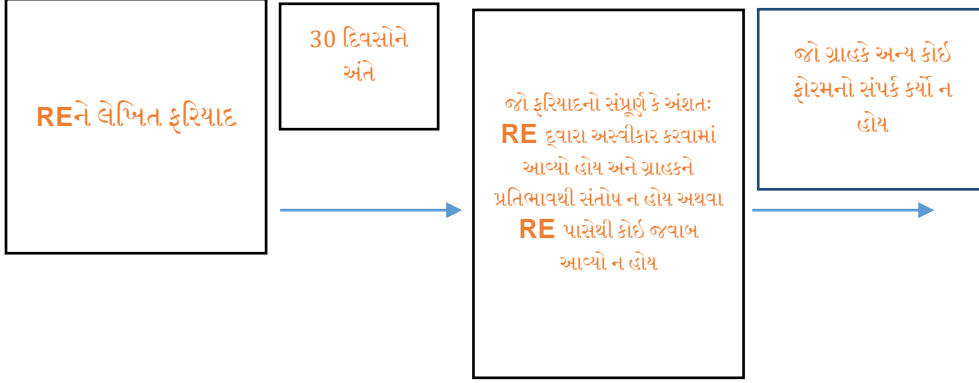 REને લેખિત ફરિયાદ
30 દિવસોને
અંતે
જો ફરિયાદનો સંપૂર્ણ કે અંશતઃ
RE દ્વારા અસ્વીકાર કરવામાં
આવ્યો હોય અને ગ્રાહકને
પ્રતિભાવથી સંતોષ ન હોય અથવા
RE પાસેથી કોઈ જવાબ
આવ્યો ન હોય
જો ગ્રાહકે અન્ય કોઈ
ફોરમનો સંપર્ક કર્યો ન
હોય